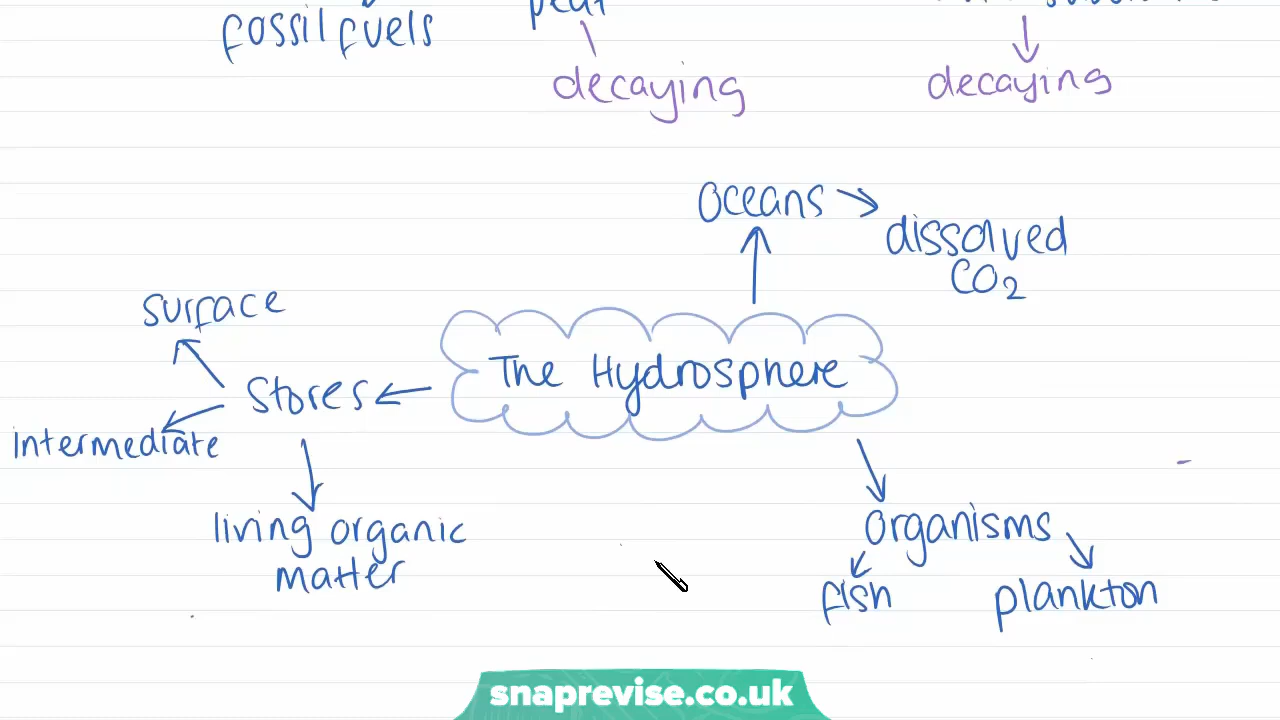 fossil fuels
peat
decaying
decaying
Oceans
dissolved
CO2
surface
The Hydrosphere
Stores
intermediate
living organic
matter
organisms
fish
plankton
snaprevise.co.uk